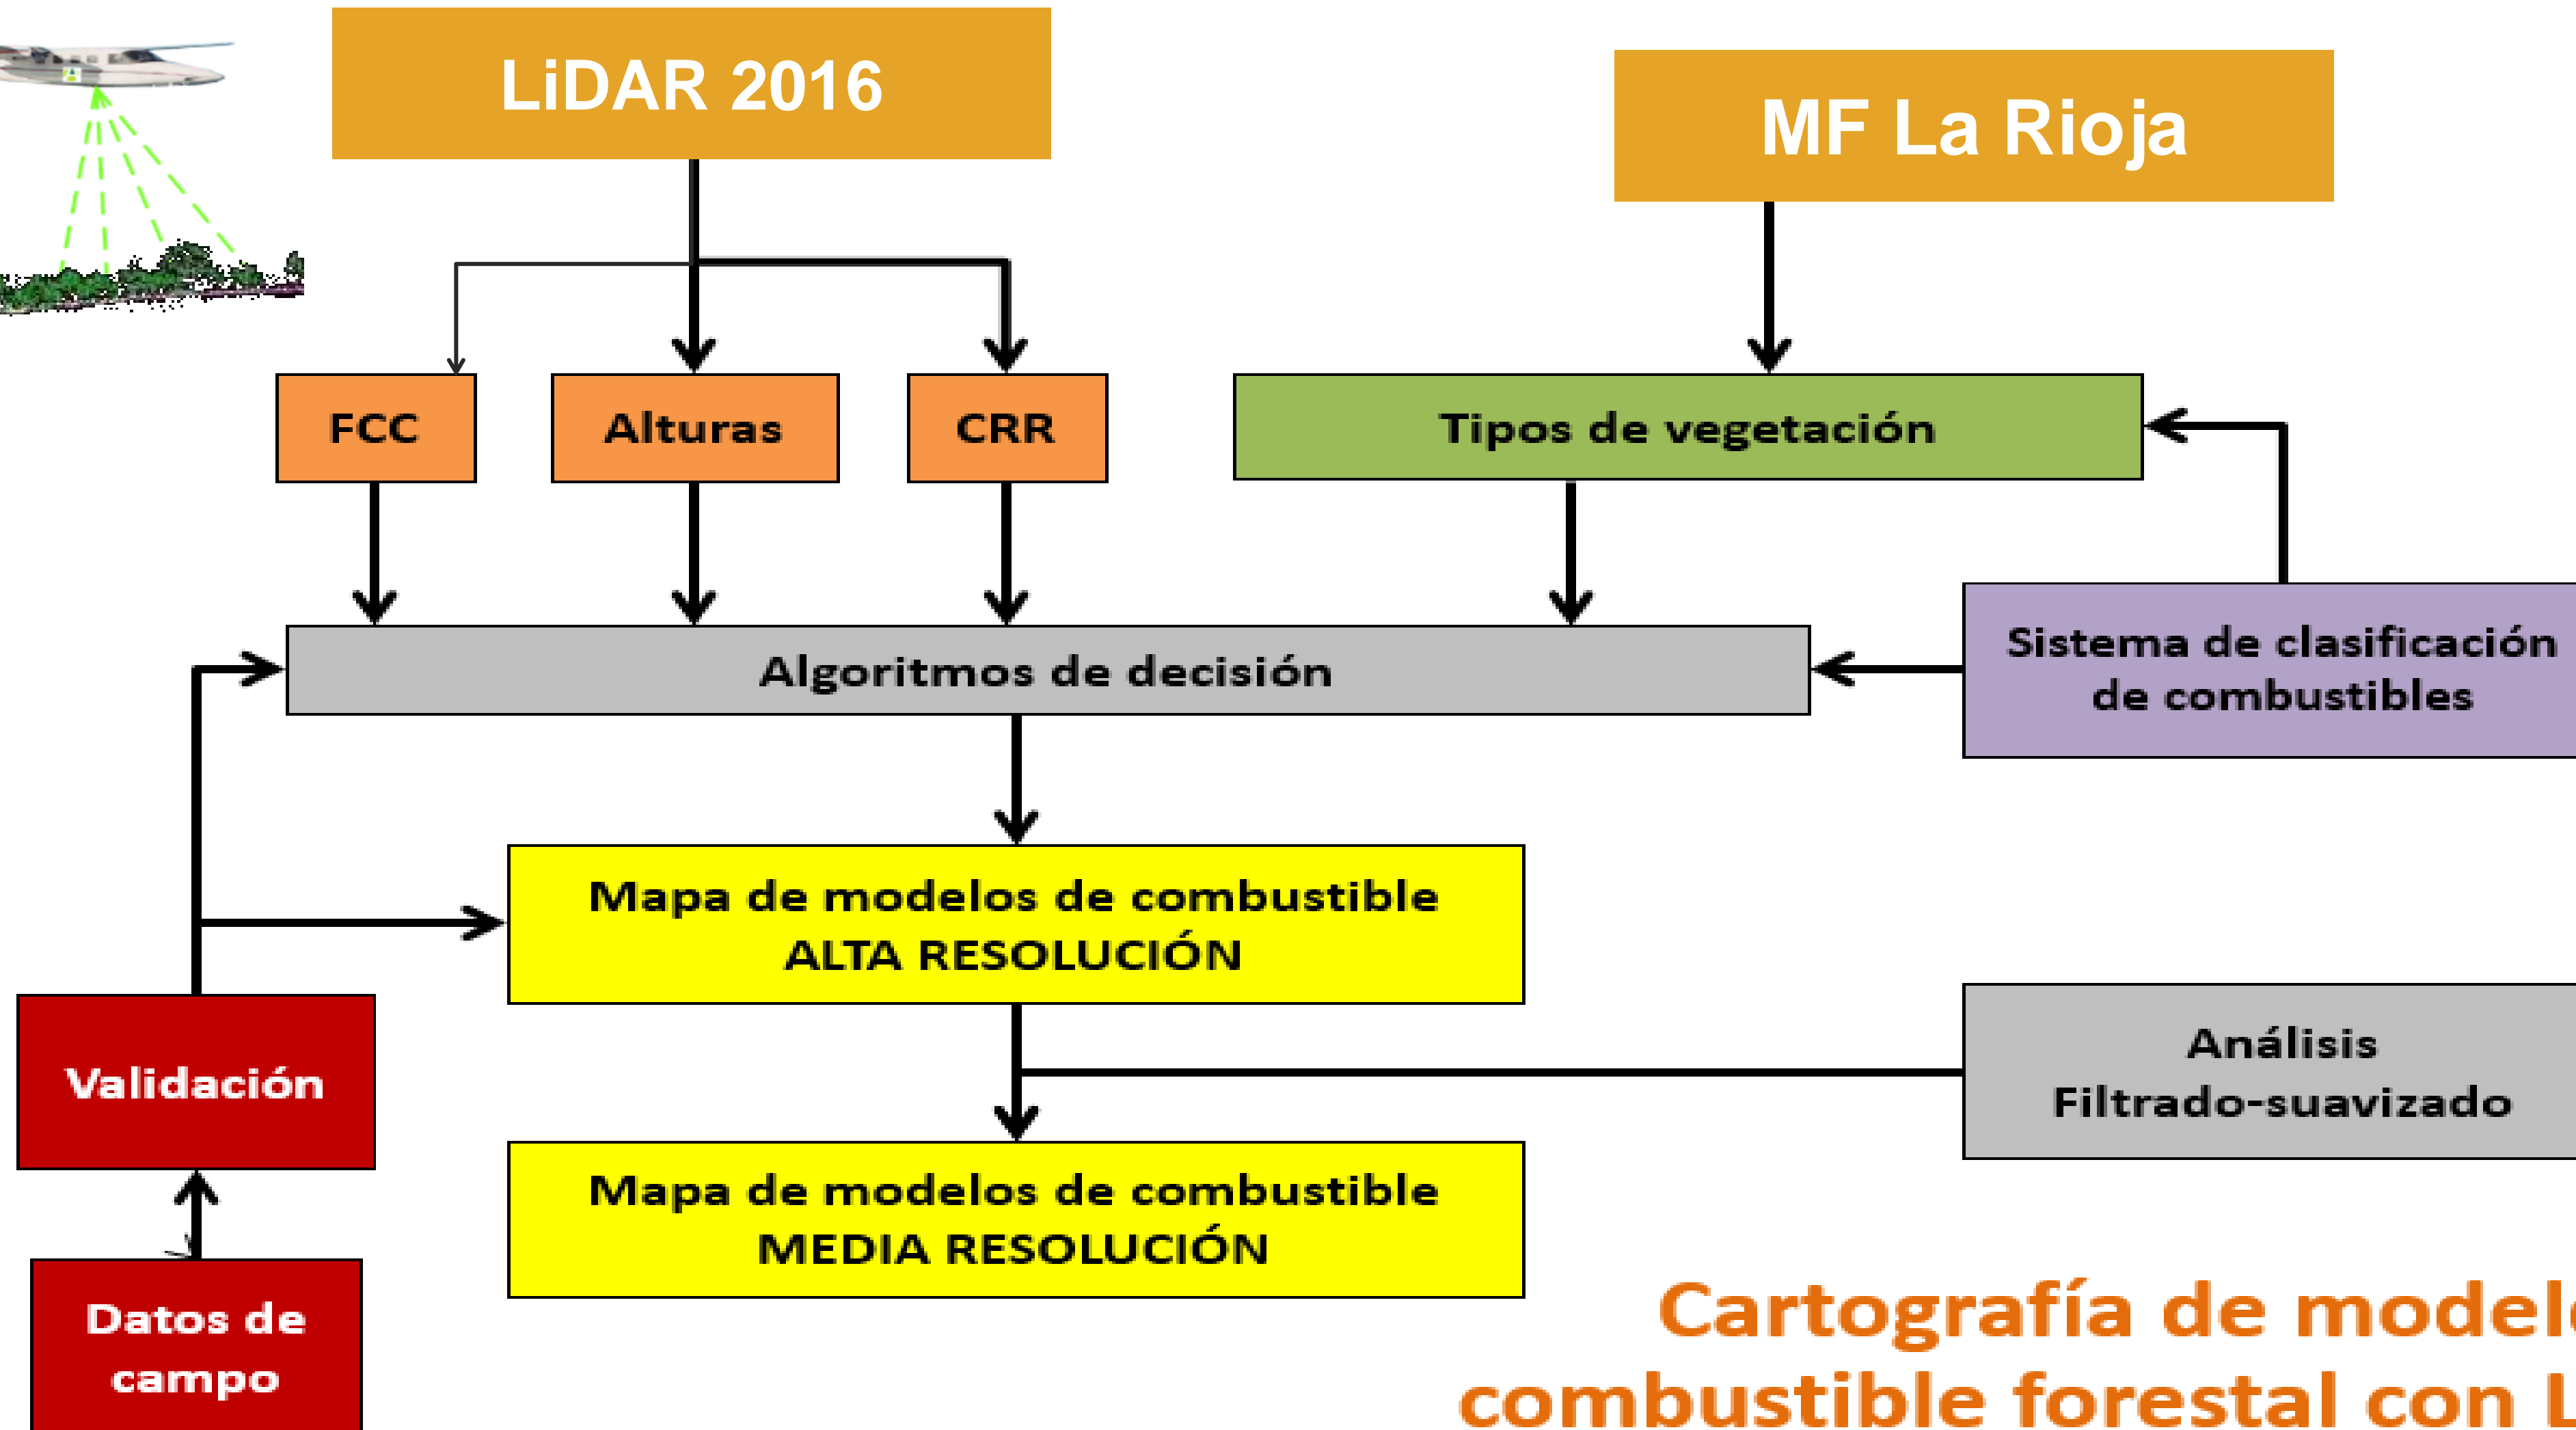 LiDAR 2016
MF La Rioja
FCC
Alturas
CRR
Tipos de vegetación
Sistema de clasificación
de combustibles
Algoritmos de decisión
Mapa de modelos de combustible
ALTA RESOLUCIÓN
Validación
Análisis
Filtrado-suavizado
Mapa de modelos de combustible
MEDIA RESOLUCIÓN
Datos de
campo
Cartografía de
combustible forestal con